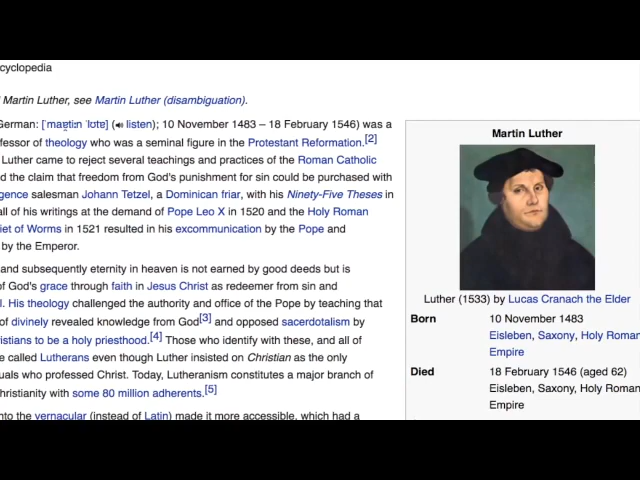 cyclopedia
Martin Luther, see Martin Luther (disambiguation).
German: [ˈmaʁtiːn ˈlʊtɐ] (listen); 10 November 1483 – 18 February 1546) was a
fessor of theology who was a seminal figure in the Protestant Reformation.[2]
Luther came to reject several teachings and practices of the Roman Catholic
d the claim that freedom from God's punishment for sin could be purchased with
gence salesman Johann Tetzel, a Dominican friar, with his Ninety-Five Theses in
all of his writings at the demand of Pope Leo X in 1520 and the Holy Roman
iet of Worms in 1521 resulted in his excommunication by the Pope and
by the Emperor.
and subsequently eternity in heaven is not earned by good deeds but is
of God's grace through faith in Jesus Christ as redeemer from sin and
l. His theology challenged the authority and office of the Pope by teaching that
of divinely revealed knowledge from God[3] and opposed sacerdotalism by
ristians to be a holy priesthood.[4] Those who identify with these, and all of
e called Lutherans even though Luther insisted on Christian as the only
uals who professed Christ. Today, Lutheranism constitutes a major branch of
hristianity with some 80 million adherents.[5]
nto the vernacular (instead of Latin) made it more accessible, which had a
Martin Luther
Luther (1533) by Lucas Cranach the Elder
Born 10 November 1483
Eisleben, Saxony, Holy Roman
Empire
Died 18 February 1546 (aged 62)
Eisleben, Saxony, Holy Roman
Empire